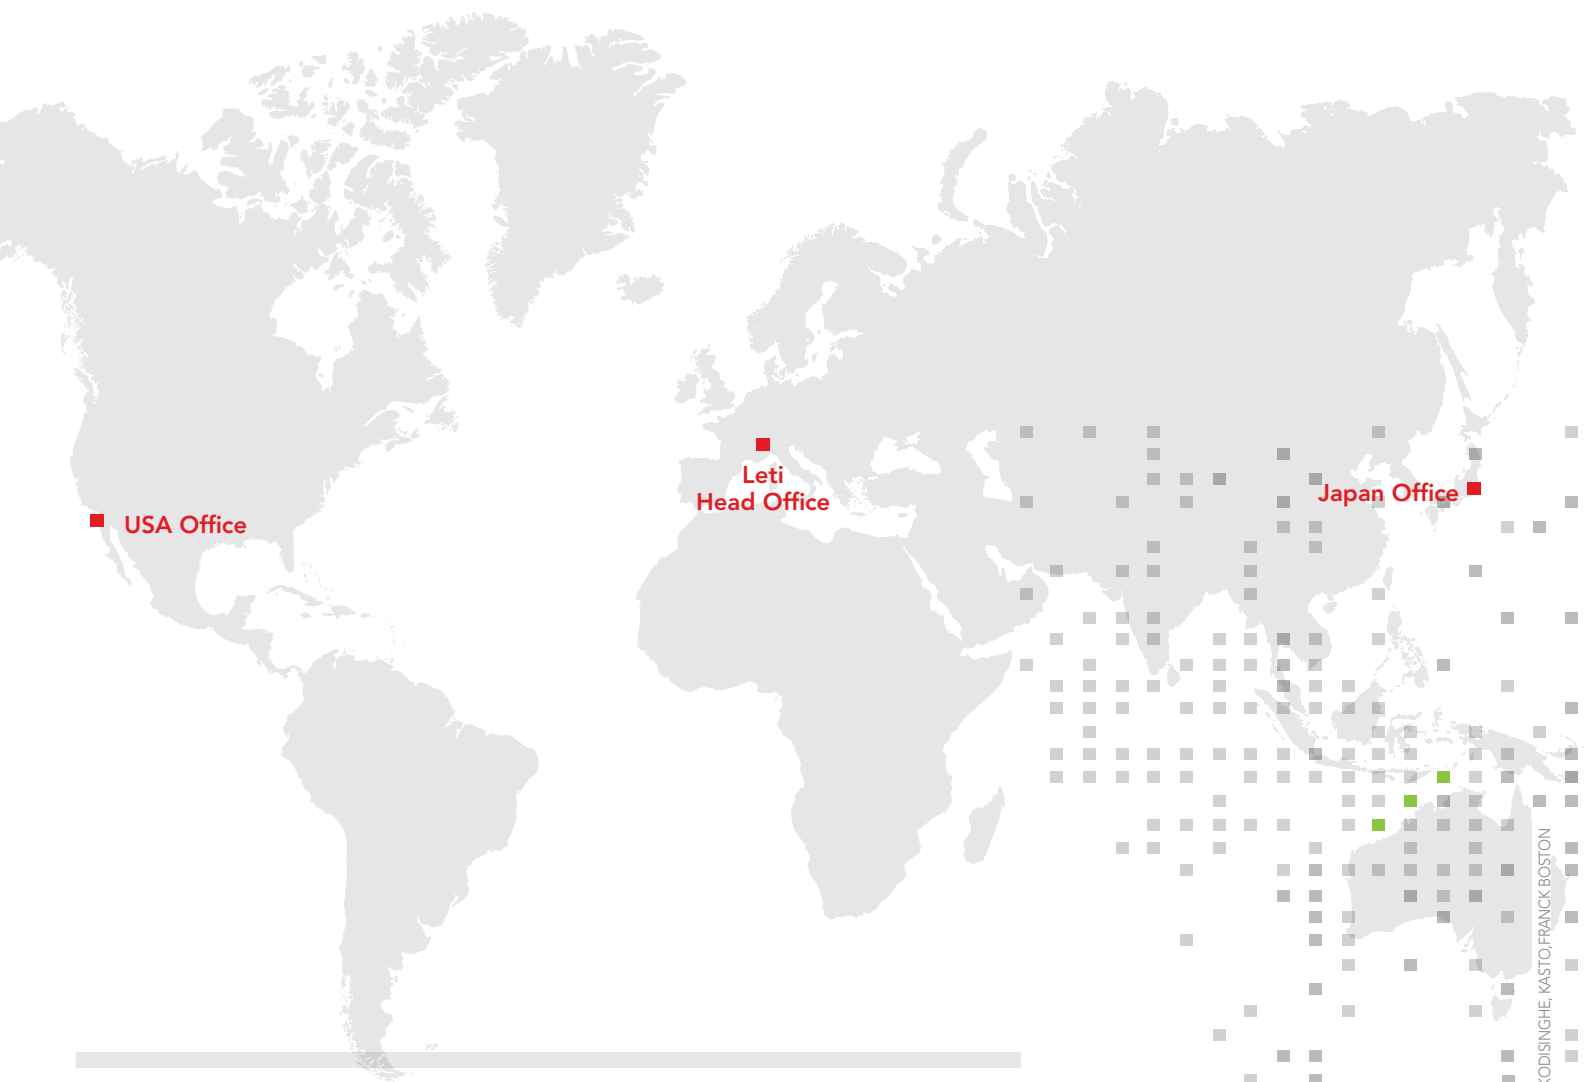 Leti
Head Office
Japan Office
USA Office
KODISINGHE, KASTO, FRANCK BOSTON